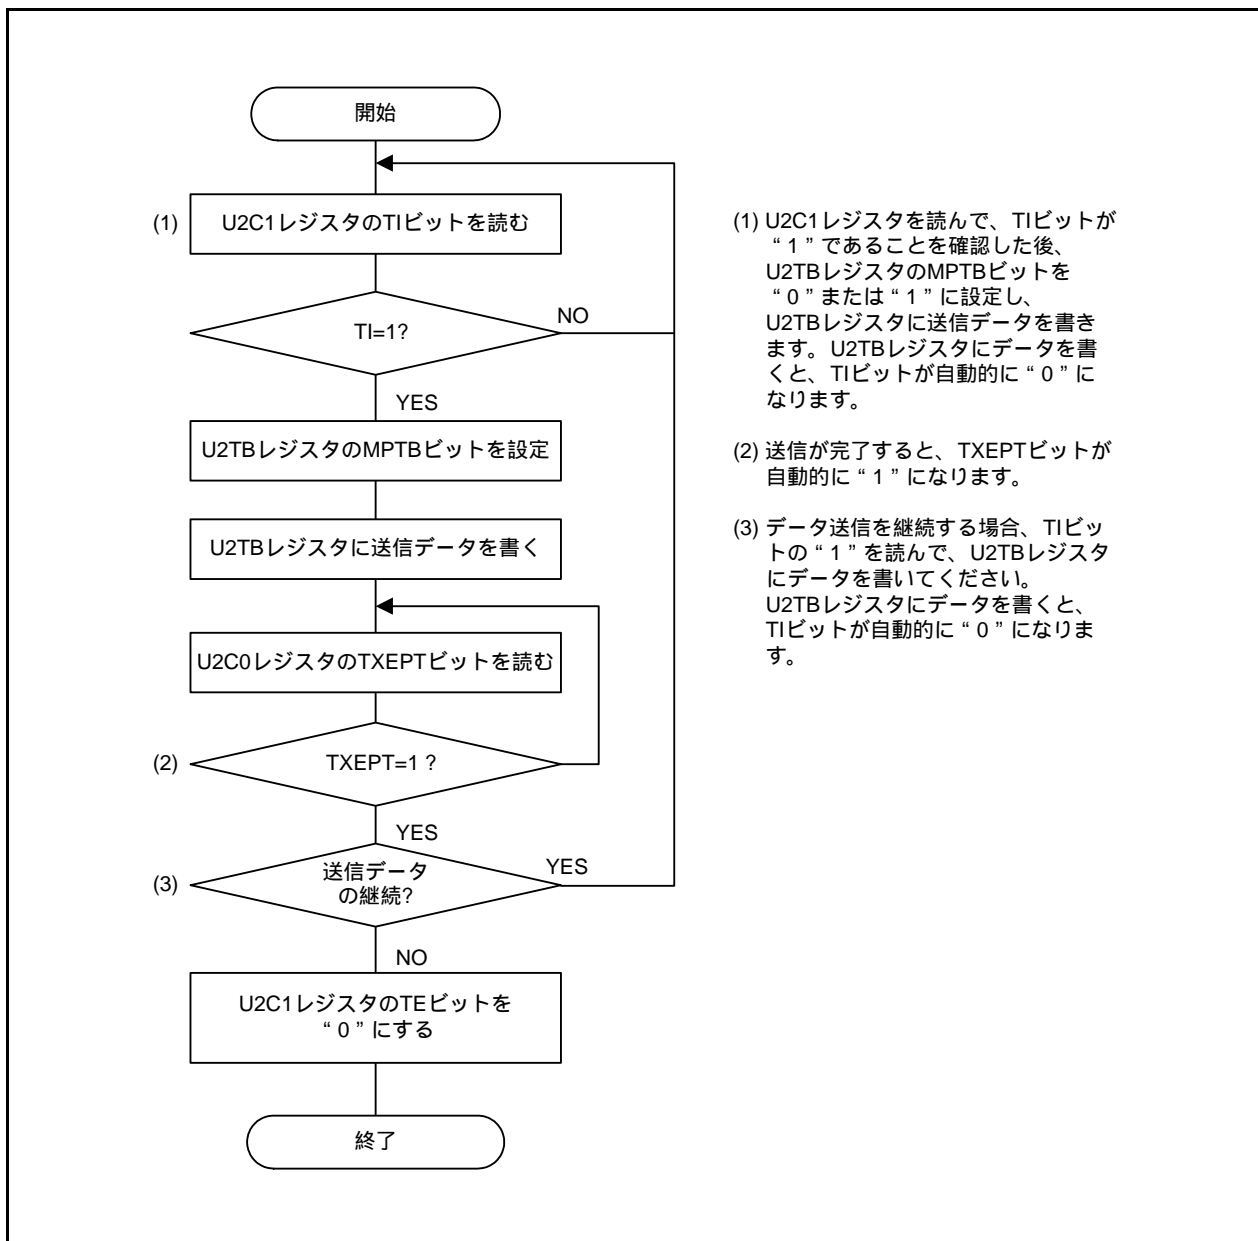 開始
(1) U2C1レジスタのTIビットを読む
TI=1?
NO
YES
U2TBレジスタのMPTBビットを設定
U2TBレジスタに送信データを書く
U2C0レジスタのTXEPTビットを読む
(2) TXEPT=1 ?
YES
(3) 送信データ
の継続?
YES
NO
U2C1レジスタのTEビットを
“ 0 ” にする
終了
(1) U2C1レジスタを読んで、TIビットが
“ 1 ” であることを確認した後、
U2TBレジスタのMPTBビットを
“ 0 ” または “ 1 ” に設定し、
U2TBレジスタに送信データを書き
ます。U2TBレジスタにデータを書
くと、TIビットが自動的に “ 0 ” に
なります。
(2) 送信が完了すると、TXEPTビットが
自動的に “ 1 ” になります。
(3) データ送信を継続する場合、TIビッ
トの “ 1 ” を読んで、U2TBレジスタ
にデータを書いてください。
U2TBレジスタにデータを書くと、
TIビットが自動的に “ 0 ” になりま
す。